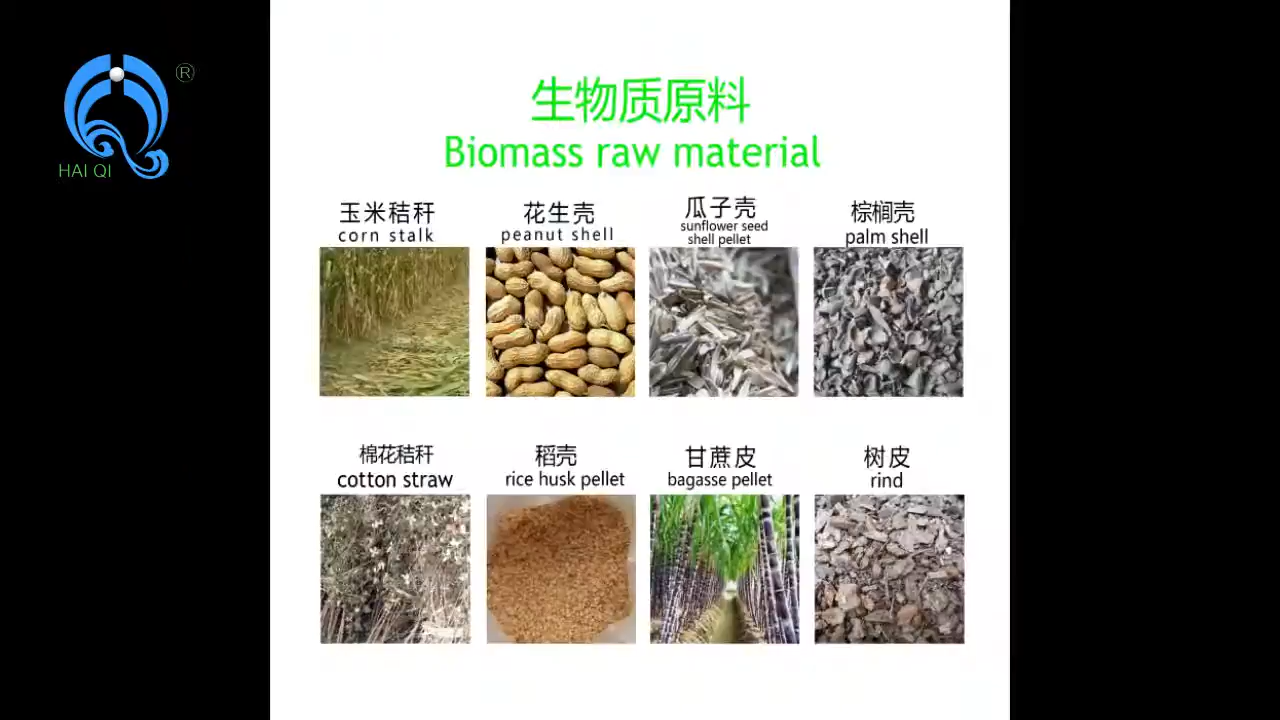 HAI QI
®
生物质原料
Biomass raw material
玉米秸秆
corn stalk
花生壳
peanut shell
瓜子壳
sunflower seed
shell pellet
棕榈壳
palm shell
棉花秸秆
cotton straw
稻壳
rice husk pellet
甘蔗皮
bagasse pellet
树皮
rind